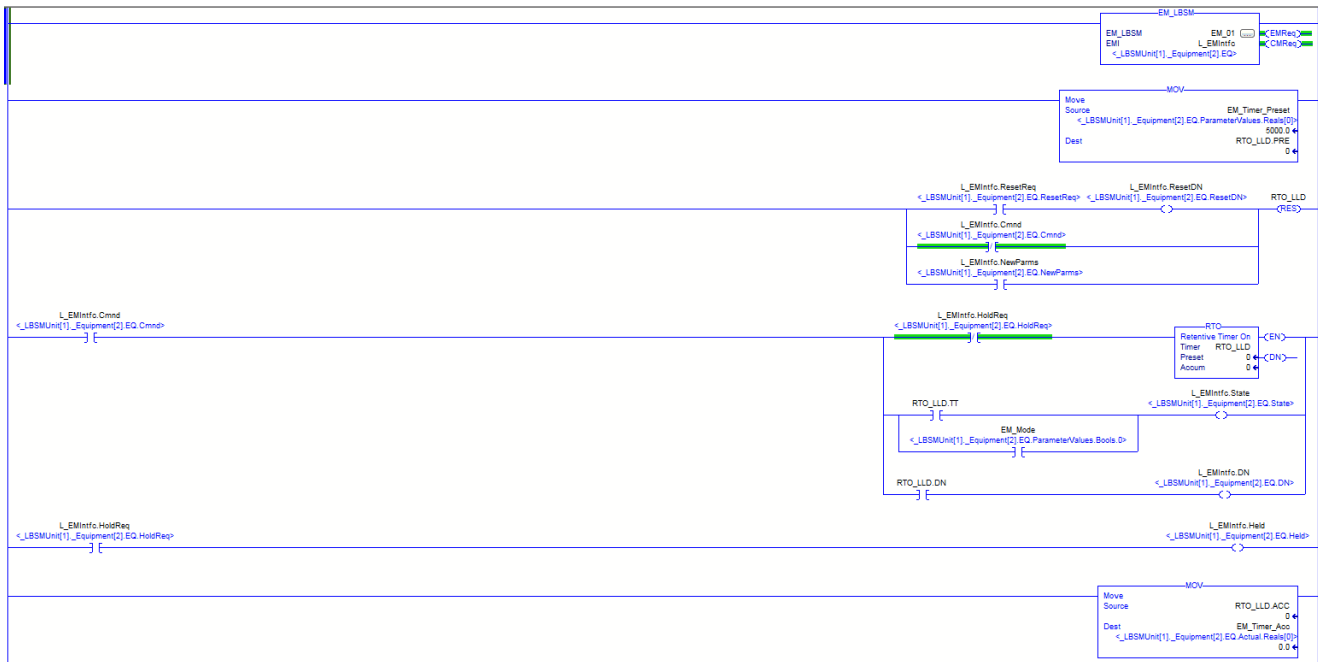 EM_LBSM
EM_LBSM EM_01 ... EMReq
EMI L_EMIntfc CMReq
<_LBSMUnit[1]._Equipment[2].EQ>
MOV
Move
Source EM_Timer_Preset
<_LBSMUnit[1]._Equipment[2].EQ.ParameterValues.Reals[0]>
5000.0
Dest RTO_LLD.PRE
0
L_EMIntfc.ResetReq L_EMIntfc.ResetDN
<_LBSMUnit[1]._Equipment[2].EQ.ResetReq> <_LBSMUnit[1]._Equipment[2].EQ.ResetDN> RTO_LLD
RES
L_EMIntfc.Cmnd
<_LBSMUnit[1]._Equipment[2].EQ.Cmnd>
L_EMIntfc.NewParms
<_LBSMUnit[1]._Equipment[2].EQ.NewParms>
L_EMIntfc.Cmnd L_EMIntfc.HoldReq
<_LBSMUnit[1]._Equipment[2].EQ.Cmnd> <_LBSMUnit[1]._Equipment[2].EQ.HoldReq>
RTO
Retentive Timer On EN
Timer RTO_LLD
Preset 0 DN
Accum 0
L_EMIntfc.State
RTO_LLD.TT <_LBSMUnit[1]._Equipment[2].EQ.State>
EM_Mode
<_LBSMUnit[1]._Equipment[2].EQ.ParameterValues.Bools.0>
L_EMIntfc.DN
RTO_LLD.DN <_LBSMUnit[1]._Equipment[2].EQ.DN>
L_EMIntfc.HoldReq L_EMIntfc.Held
<_LBSMUnit[1]._Equipment[2].EQ.HoldReq> <_LBSMUnit[1]._Equipment[2].EQ.Held>
MOV
Move
Source RTO_LLD.ACC
0
Dest EM_Timer_Acc
<_LBSMUnit[1]._Equipment[2].EQ.Actual.Reals[0]>
0.0